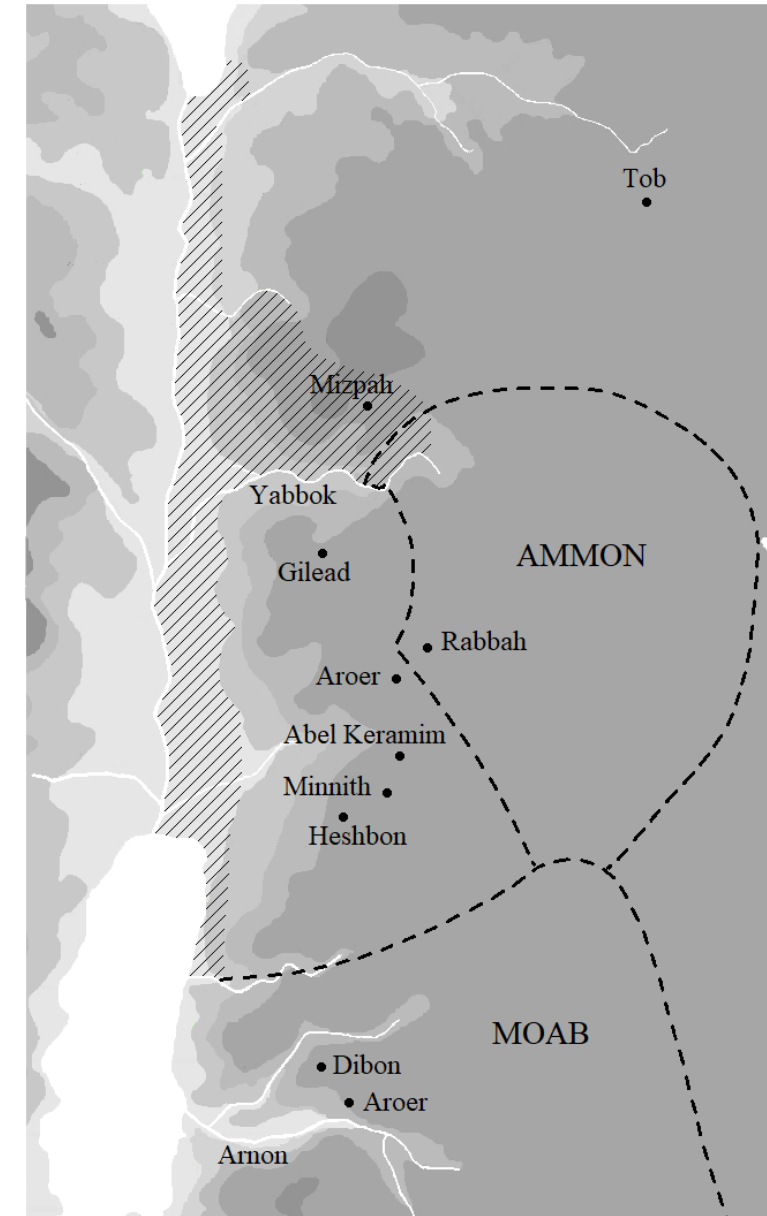 Tob
Mizpah
Yabbok
AMMON
Gilead
Rabbah
Aroer
Abel Keramim
Minnith
Heshbon
MOAB
Dibon
Aroer
Arnon